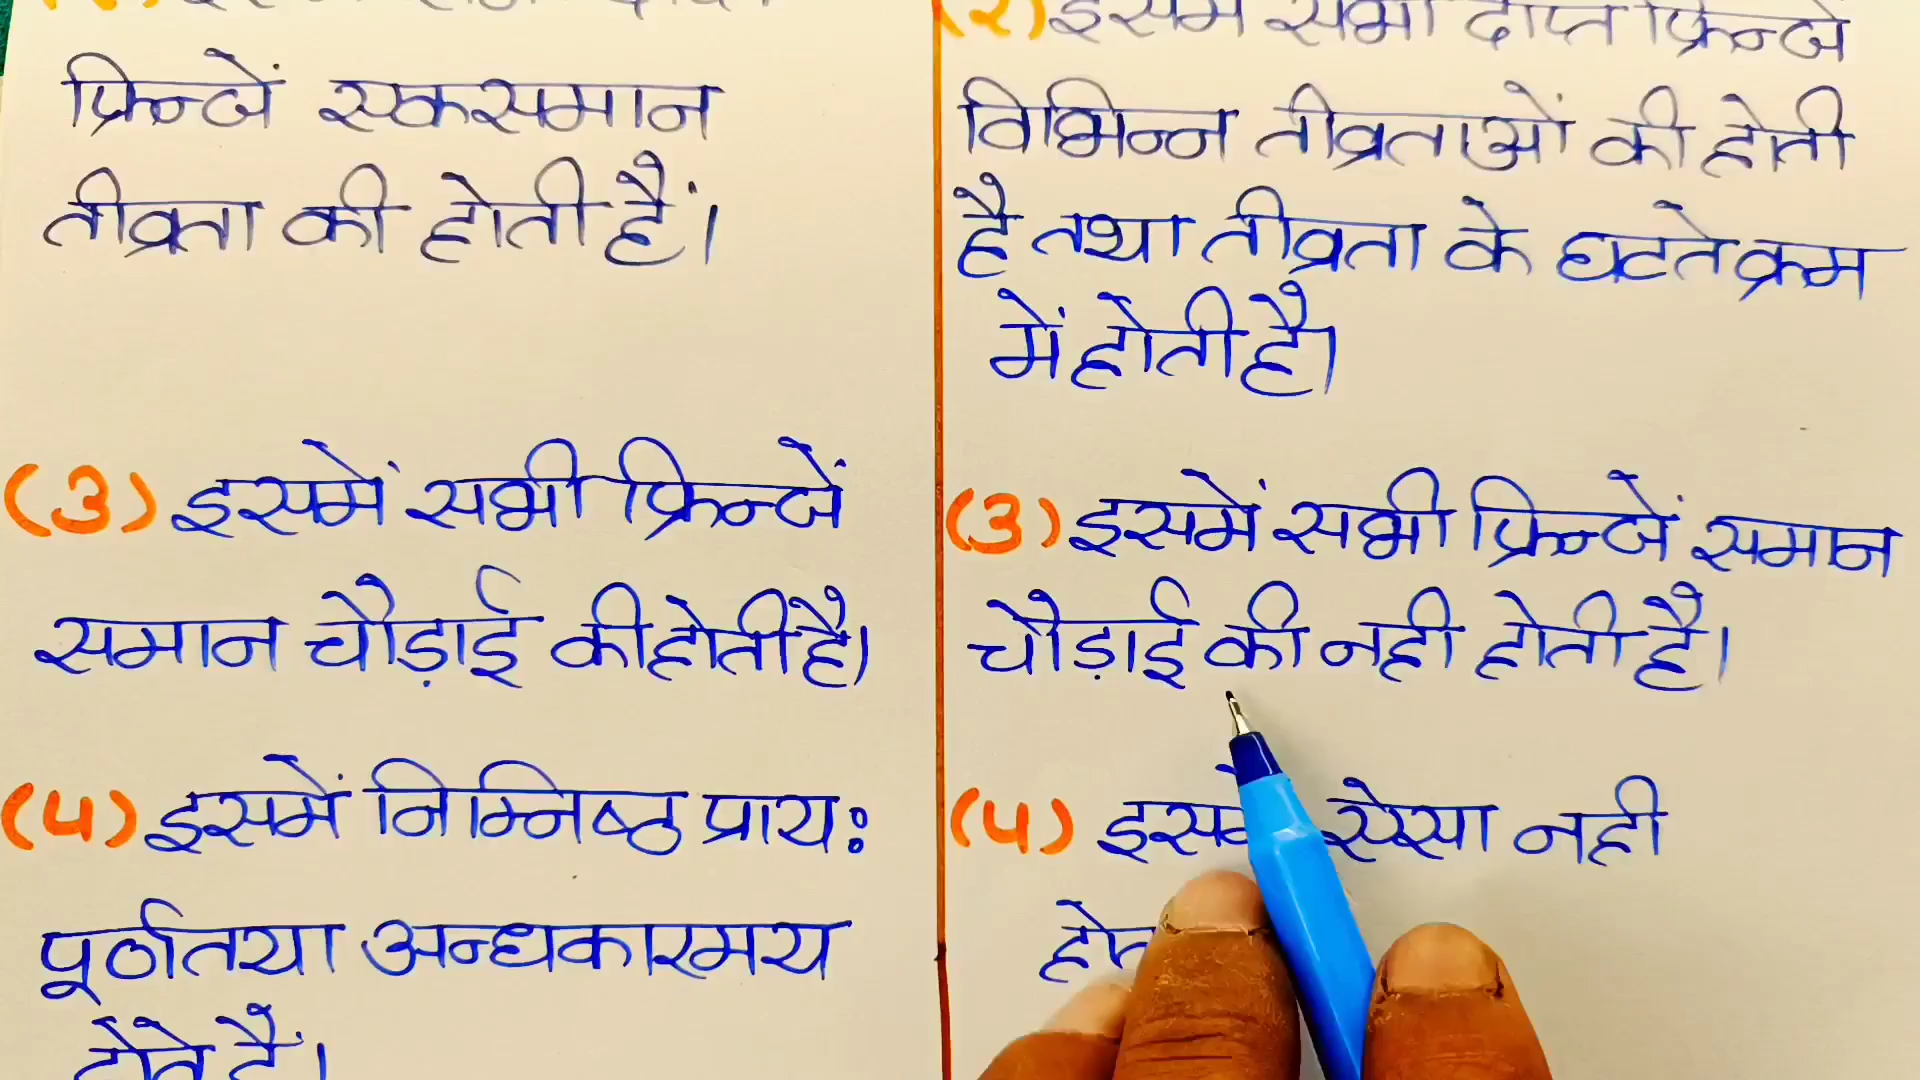 फ्रिन्जें एकसमान
तीव्रता की होती हैं।
(3) इसमें सभी फ्रिन्जें
समान चौड़ाई की होती है।
(4) इसमें निम्निष्ठ प्राय:
पूर्णतया अन्धकारमय
होते हैं।
(2) इसमें सभी दीप्त फ्रिन्जें
विभिन्न तीव्रताओं की होती
है तथा तीव्रता के घटते क्रम
में होती है।
(3) इसमें सभी फ्रिन्जें समान
चौड़ाई की नही होती है।
(4) ऐसा नही